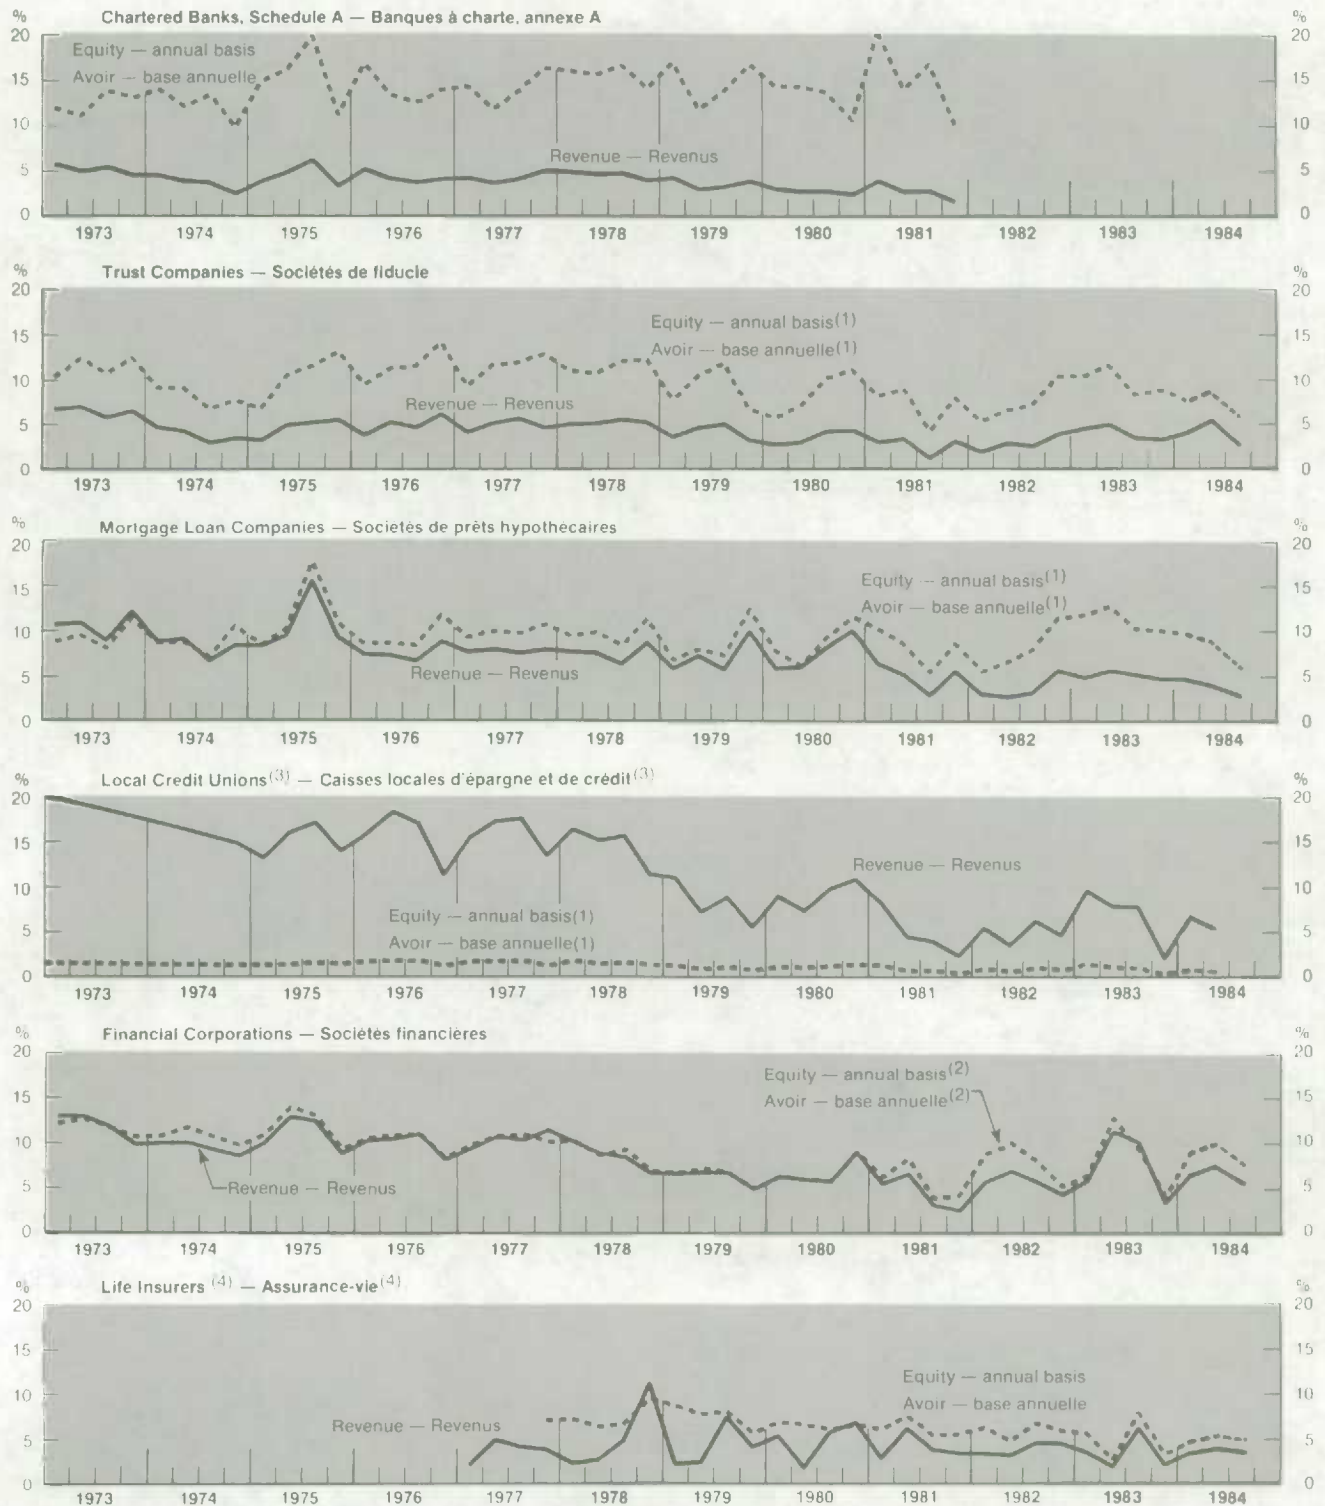 Chartered Banks, Schedule A — Banques à charte, annexe A
% %
20 20
Equity — annual basis
Avoir — base annuelle
15 15
10 10
Revenue — Revenus
5 5
0 0
1973 1974 1975 1976 1977 1978 1979 1980 1981 1982 1983 1984
Trust Companies — Sociétés de fiducie
% %
20 20
Equity — annual basis(1)
Avoir — base annuelle(1)
15 15
10 10
Revenue — Revenus
5 5
0 0
1973 1974 1975 1976 1977 1978 1979 1980 1981 1982 1983 1984
Mortgage Loan Companies — Sociétés de prêts hypothécaires
% %
20 20
Equity — annual basis(1)
Avoir — base annuelle(1)
15 15
10 10
Revenue — Revenus
5 5
0 0
1973 1974 1975 1976 1977 1978 1979 1980 1981 1982 1983 1984
Local Credit Unions(3) — Caisses locales d'épargne et de crédit(3)
% %
20 20
15 15
Revenue — Revenus
10 10
Equity — annual basis(1)
Avoir — base annuelle(1)
5 5
0 0
1973 1974 1975 1976 1977 1978 1979 1980 1981 1982 1983 1984
Financial Corporations — Sociétés financières
% %
20 20
Equity — annual basis(2)
Avoir — base annuelle(2)
15 15
10 10
Revenue — Revenus
5 5
0 0
1973 1974 1975 1976 1977 1978 1979 1980 1981 1982 1983 1984
Life Insurers (4) — Assurance-vie(4)
% %
20 20
15 15
Equity — annual basis
Avoir — base annuelle
10 10
Revenue — Revenus
5 5
0 0
1973 1974 1975 1976 1977 1978 1979 1980 1981 1982 1983 1984